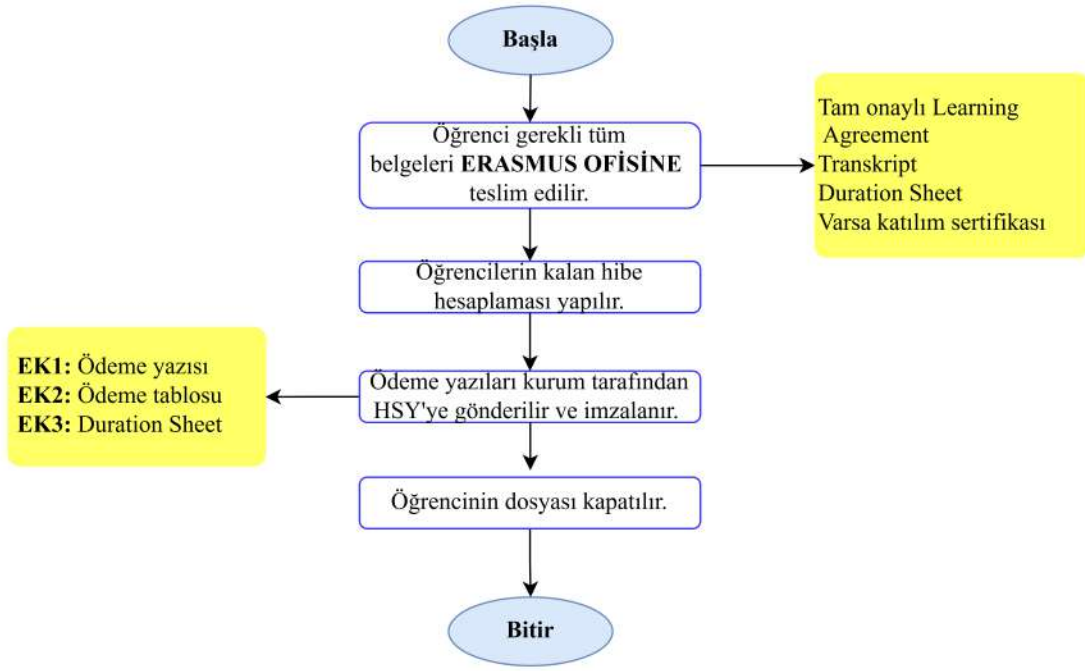 Başla
Öğrenci gerekli tüm
belgeleri ERASMUS OFİSİNE
teslim edilir.
Tam onaylı Learning
Agreement
Transkript
Duration Sheet
Varsa katılım sertifikası
Öğrencilerin kalan hibe
hesaplaması yapılır.
Ödeme yazıları kurum tarafından
HSY'ye gönderilir ve imzalanır.
EK1: Ödeme yazısı
EK2: Ödeme tablosu
EK3: Duration Sheet
Öğrencinin dosyası kapatılır.
Bitir